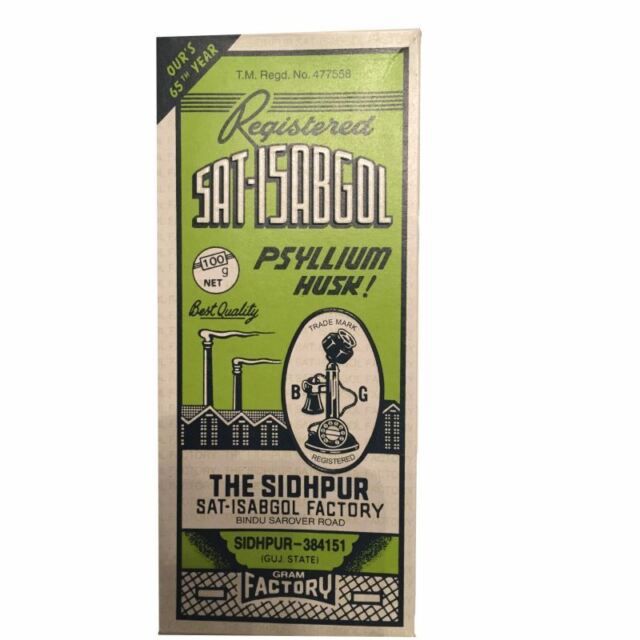 OUR'S
65TH YEAR
T.M. Regd. No. 477558
Registered
SAT-ISABGOL
PSYLLIUM
HUSK!
100
g
NET
Best Quality
TRADE MARK
B G
REGISTERED
THE SIDHPUR
SAT-ISABGOL FACTORY
BINDU SAROVER ROAD
SIDHPUR-384151
(GUJ. STATE)
GRAM
FACTORY